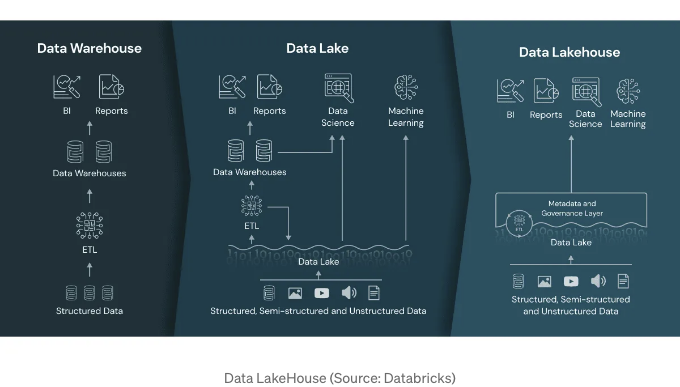 Data Warehouse
BI Reports
Data Warehouses
ETL
Structured Data
Data Lake
BI Reports Data Science Machine Learning
Data Warehouses
ETL
Data Lake
Structured, Semi-structured and Unstructured Data
Data Lakehouse
BI Reports Data Science Machine Learning
Metadata and
Governance Layer
ETL
Data Lake
Structured, Semi-structured
and Unstructured Data
Data LakeHouse (Source: Databricks)